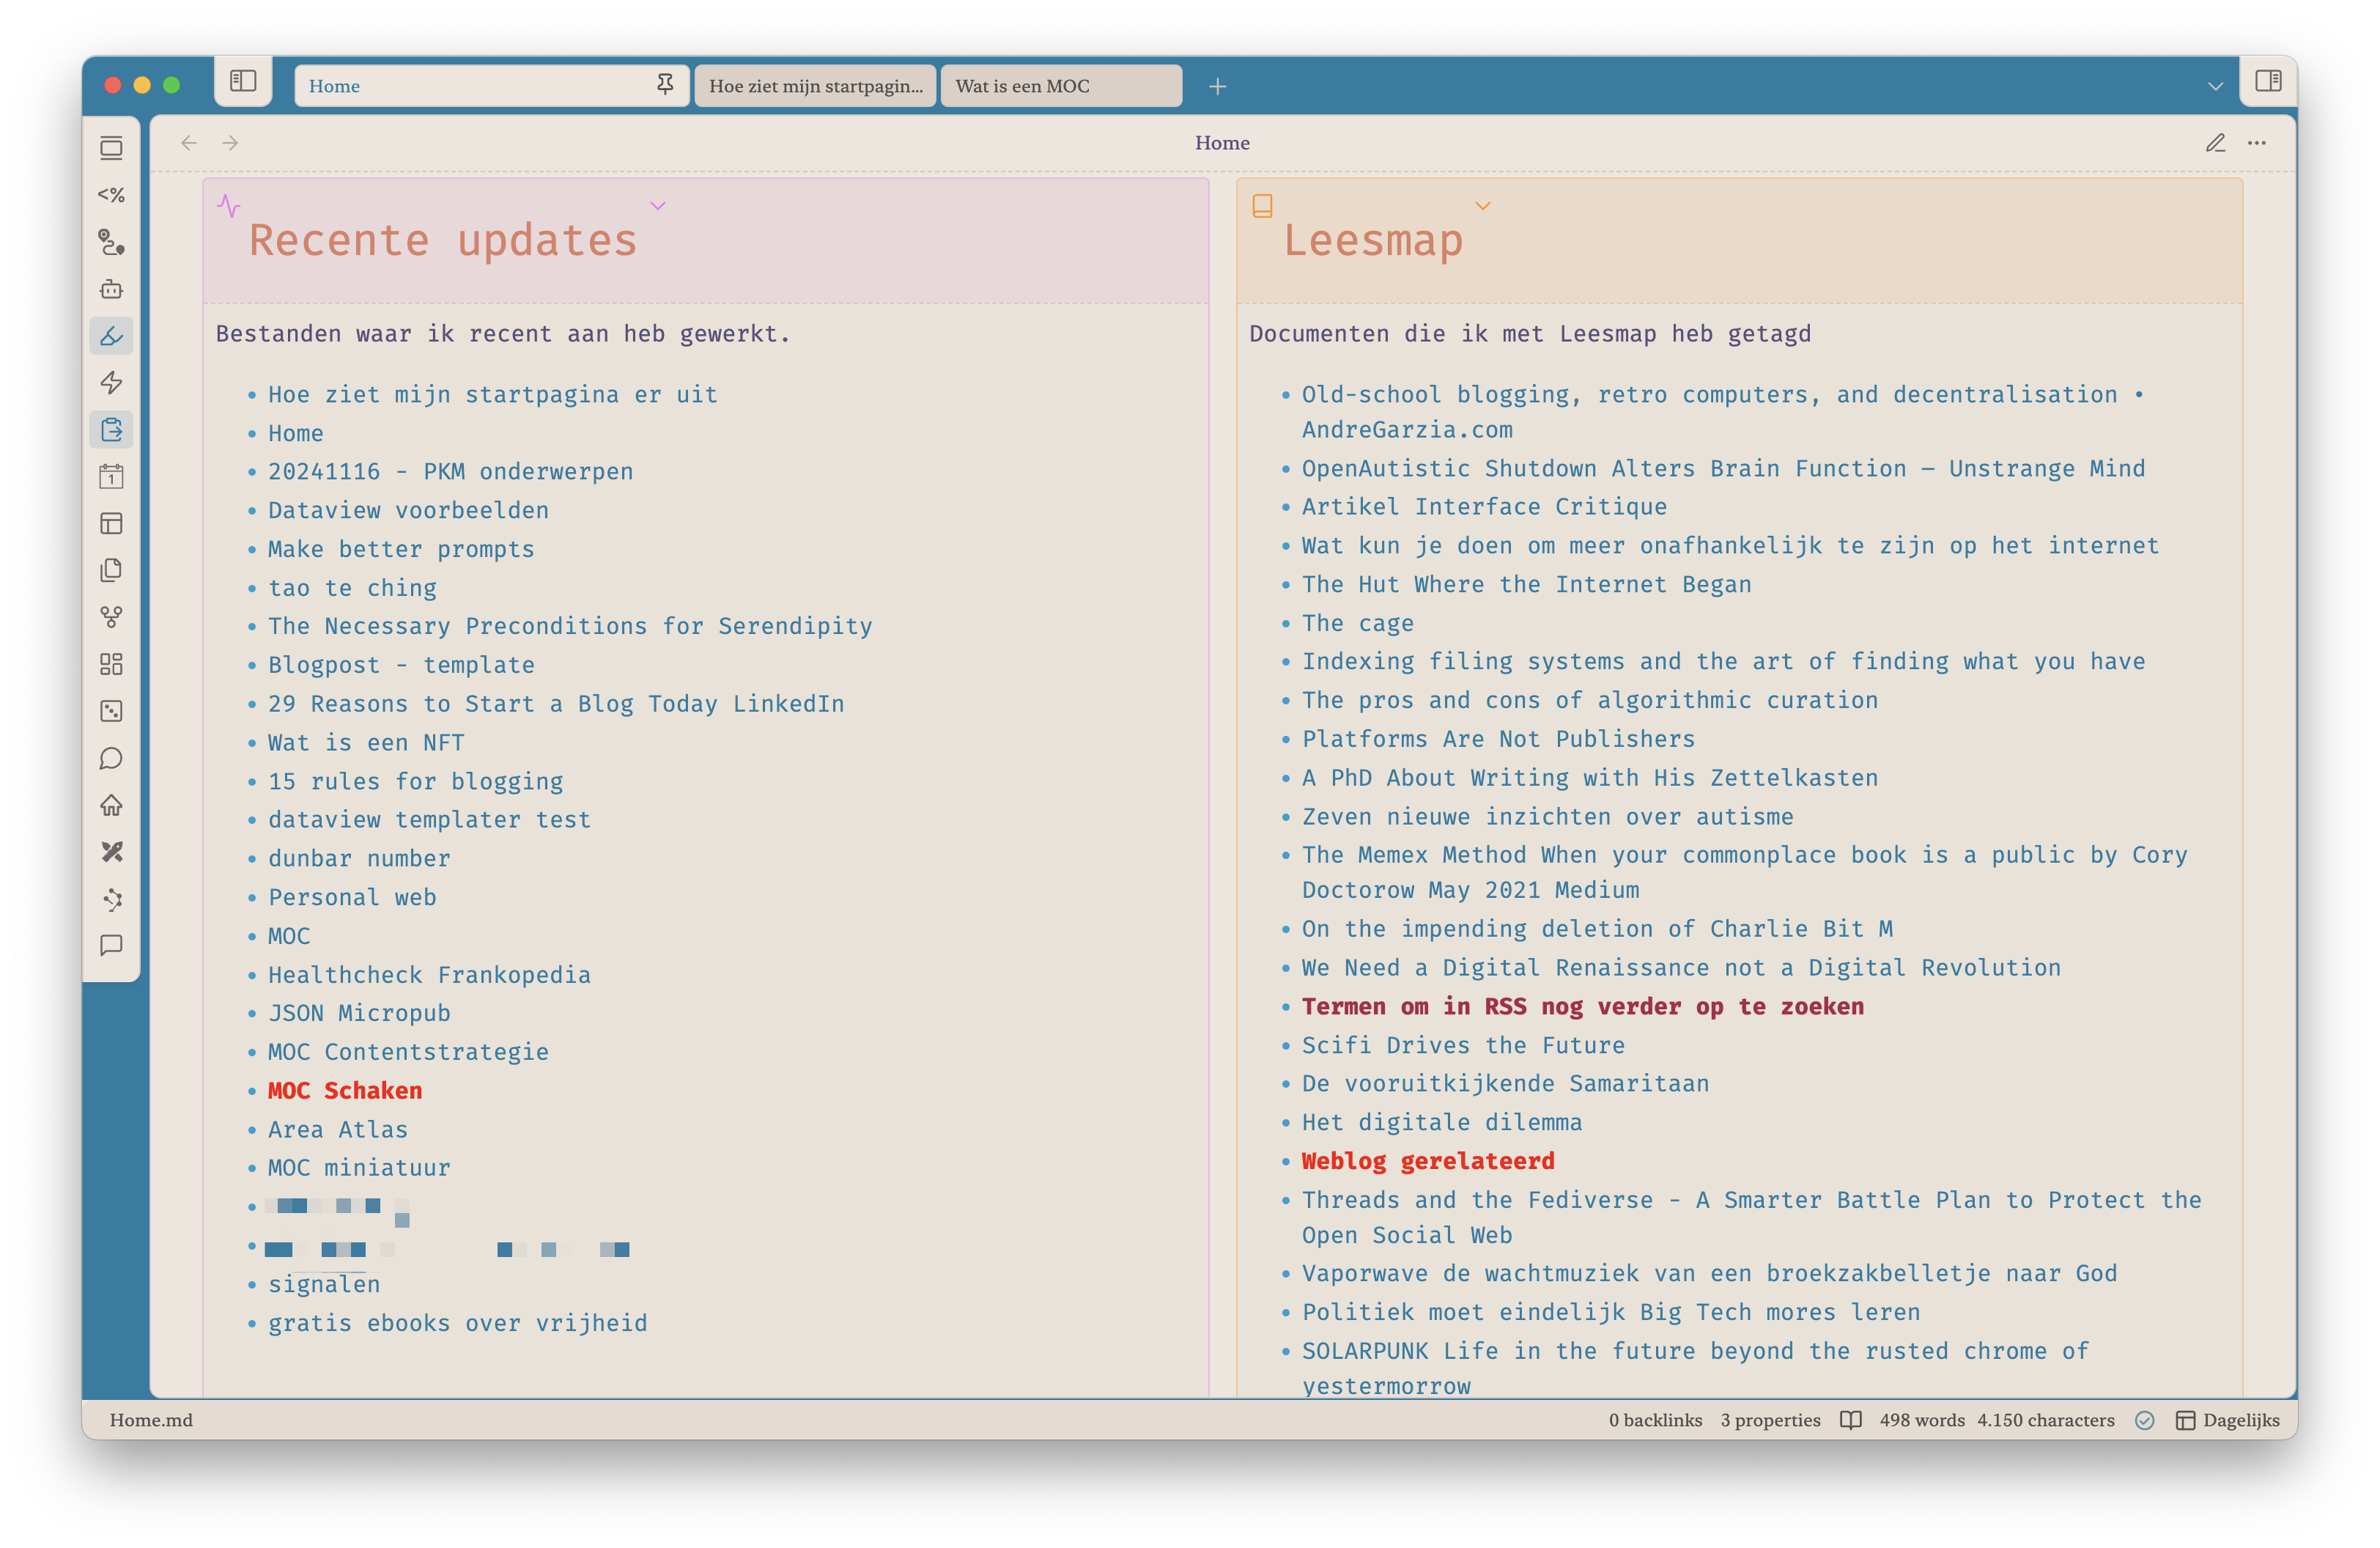 Home
Hoe ziet mijn startpagin...
Wat is een MOC
Home
<%
1
Recente updates
Bestanden waar ik recent aan heb gewerkt.
Hoe ziet mijn startpagina er uit
Home
20241116 - PKM onderwerpen
Dataview voorbeelden
Make better prompts
tao te ching
The Necessary Preconditions for Serendipity
Blogpost - template
29 Reasons to Start a Blog Today LinkedIn
Wat is een NFT
15 rules for blogging
dataview templater test
dunbar number
Personal web
MOC
Healthcheck Frankopedia
JSON Micropub
MOC Contentstrategie
MOC Schaken
Area Atlas
MOC miniatuur
signalen
gratis ebooks over vrijheid
Leesmap
Documenten die ik met Leesmap heb getagd
Old-school blogging, retro computers, and decentralisation •
AndreGarzia.com
OpenAutistic Shutdown Alters Brain Function — Unstrange Mind
Artikel Interface Critique
Wat kun je doen om meer onafhankelijk te zijn op het internet
The Hut Where the Internet Began
The cage
Indexing filing systems and the art of finding what you have
The pros and cons of algorithmic curation
Platforms Are Not Publishers
A PhD About Writing with His Zettelkasten
Zeven nieuwe inzichten over autisme
The Memex Method When your commonplace book is a public by Cory
Doctorow May 2021 Medium
On the impending deletion of Charlie Bit M
We Need a Digital Renaissance not a Digital Revolution
Termen om in RSS nog verder op te zoeken
Scifi Drives the Future
De vooruitkijkende Samaritaan
Het digitale dilemma
Weblog gerelateerd
Threads and the Fediverse - A Smarter Battle Plan to Protect the
Open Social Web
Vaporwave de wachtmuziek van een broekzakbelletje naar God
Politiek moet eindelijk Big Tech mores leren
SOLARPUNK Life in the future beyond the rusted chrome of
yestermorrow
Home.md
0 backlinks 3 properties 498 words 4.150 characters Dagelijks